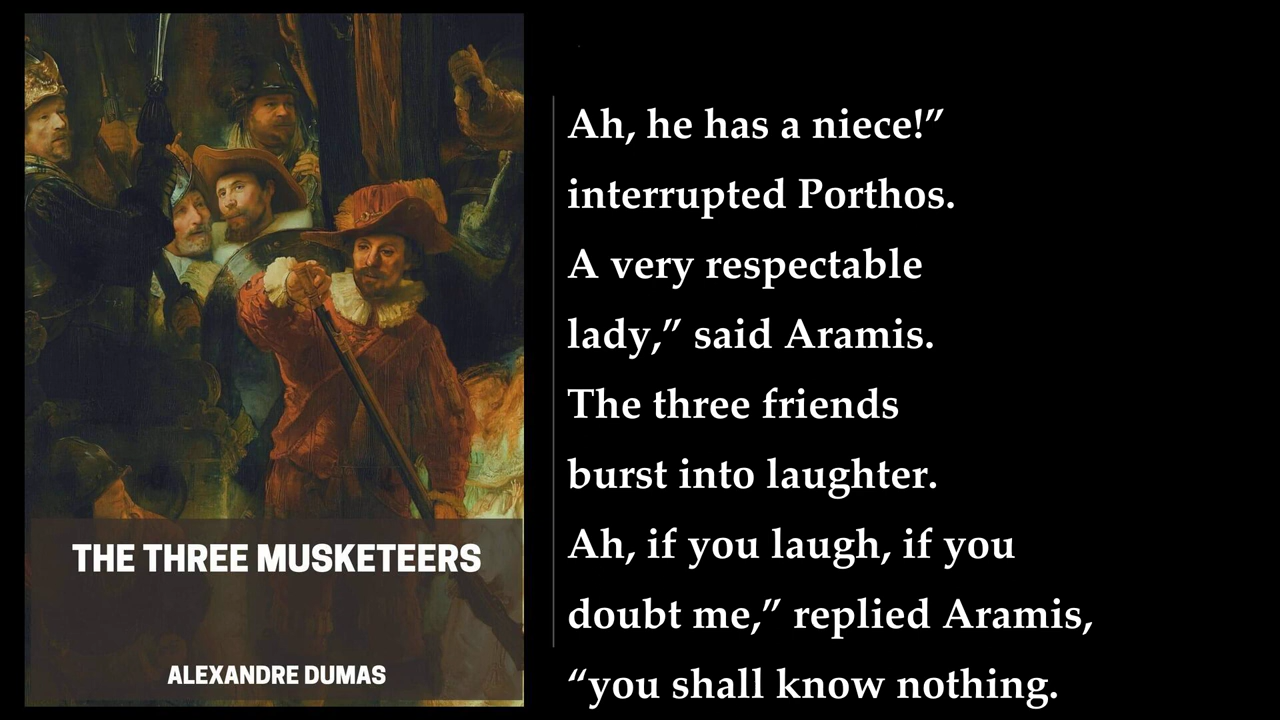 THE THREE MUSKETEERS
ALEXANDRE DUMAS
Ah, he has a niece!”
interrupted Porthos.
A very respectable
lady,” said Aramis.
The three friends
burst into laughter.
Ah, if you laugh, if you
doubt me,” replied Aramis,
“you shall know nothing.